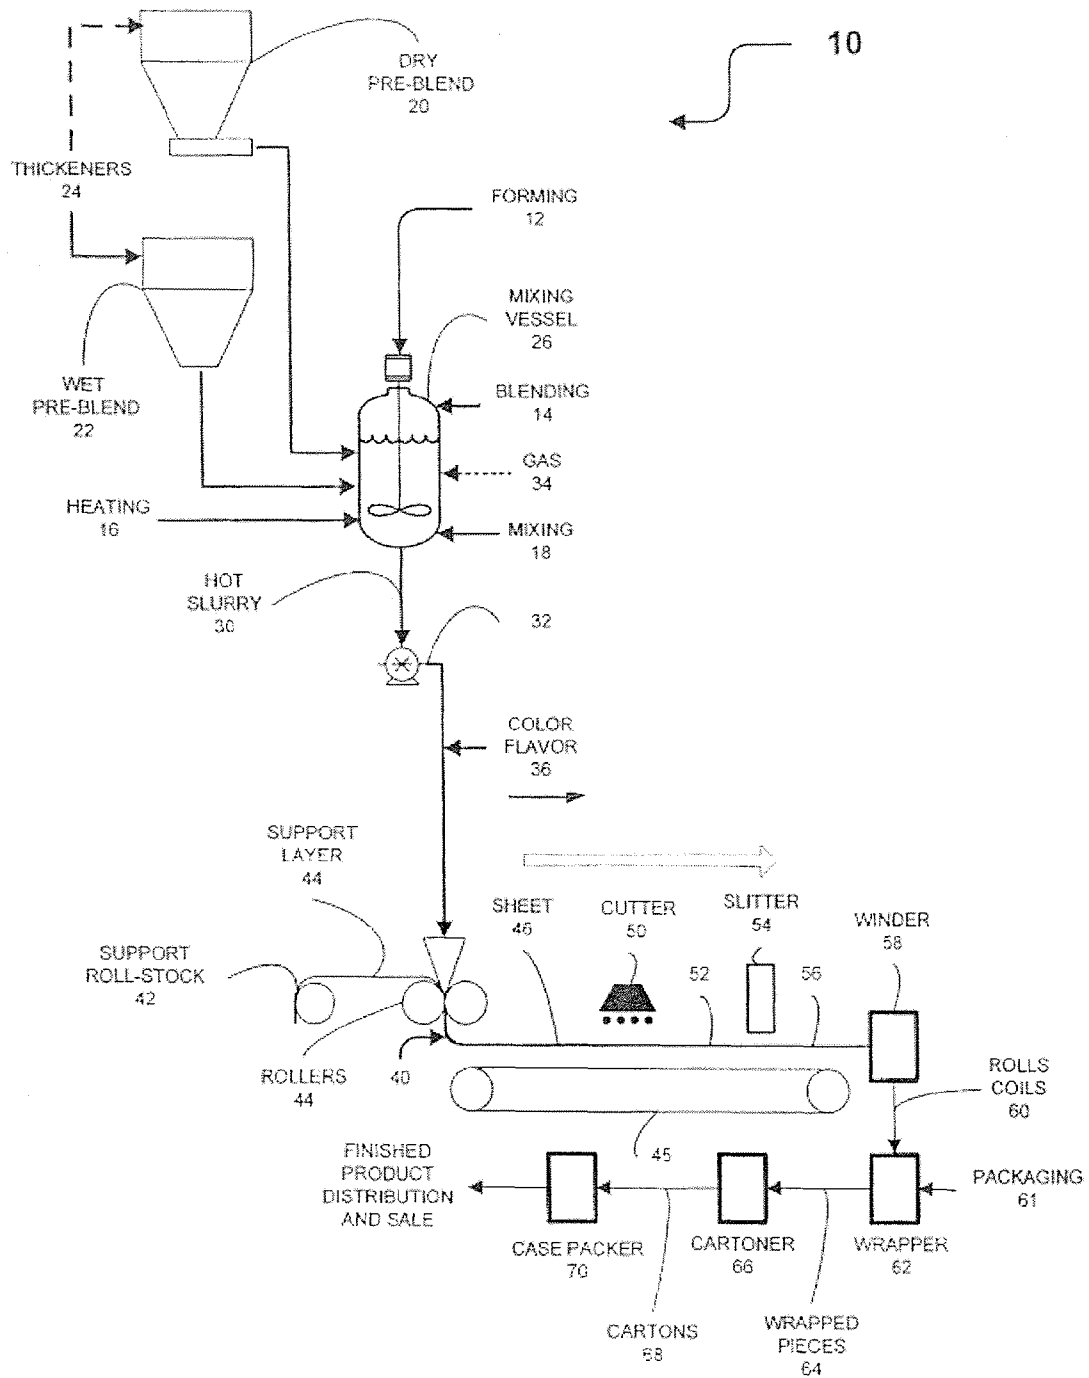 10
DRY
PRE-BLEND
20
THICKENERS
24
FORMING
12
MIXING
VESSEL
26
WET
PRE-BLEND
22
BLENDING
14
GAS
34
HEATING
16
MIXING
18
HOT
SLURRY
30
32
COLOR
FLAVOR
36
SUPPORT
LAYER
44
SHEET
46
CUTTER
50
SLITTER
54
WINDER
58
SUPPORT
ROLL-STOCK
42
52
56
ROLLERS
44
40
ROLLS
COILS
60
45
FINISHED
PRODUCT
DISTRIBUTION
AND SALE
PACKAGING
61
CASE PACKER
70
CARTONER
66
WRAPPER
62
CARTONS
68
WRAPPED
PIECES
64